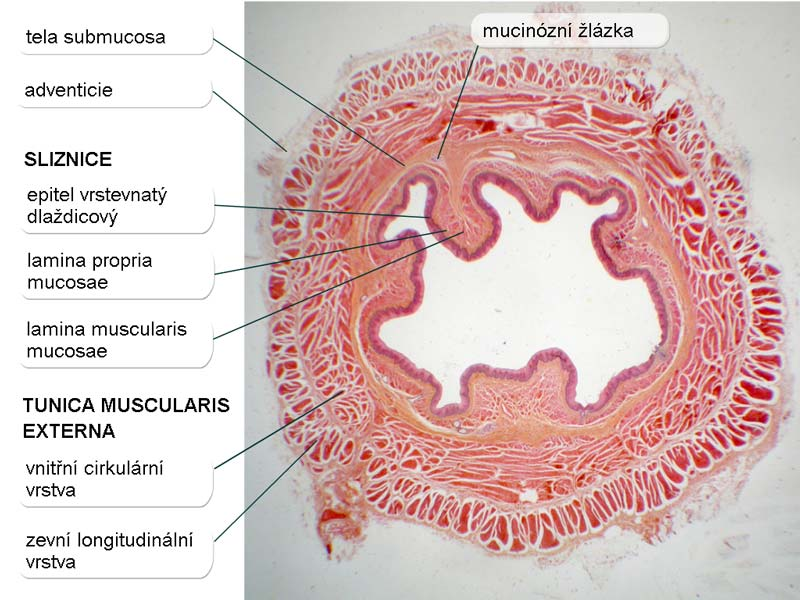 tela submucosa
mucinózní žlázka
adventicie
SLIZNICE
epitel vrstevnatý
dlaždicový
lamina propria
mucosae
lamina muscularis
mucosae
TUNICA MUSCULARIS
EXTERNA
vnitřní cirkulární
vrstva
zevní longitudinální
vrstva